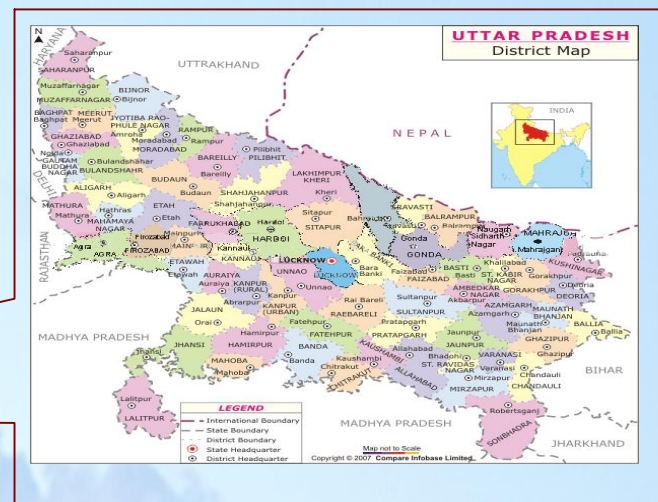 UTTAR PRADESH
District Map
N
HARYANA
UTTRAKHAND
NEPAL
INDIA
DELHI
RAJASTHAN
MADHYA PRADESH
MADHYA PRADESH
BIHAR
JHARKHAND
Saharanpur
SAHARANPUR
Muzaffarnagar
MUZAFFARNAGAR
BIJNOR
Bijnor
BAGHPAT
Baghpat
MEERUT
Meerut
JYOTIBA RAO-
PHULE NAGAR
Amroha
Moradabad
MORADABAD
RAMPUR
Rampur
GHAZIABAD
Ghaziabad
Noida
GAUTAM
BUDDHA
NAGAR
Bulandshahar
BULANDSHAHR
BAREILLY
Bareilly
Pilibhit
PILIBHIT
BUDAUN
Budaun
SHAHJAHANPUR
Shahjahanpur
LAKHIMPUR
KHERI
Kheri
ALIGARH
Aligarh
MATHURA
Mathura
Hathras
MAHAMAYA
NAGAR
ETAH
Etah
FARRUKHABAD
Hardoi
HARDOI
Sitapur
SITAPUR
SRAVASTI
BALRAMPUR
Balrampur
Naugarh
Sidharth
Nagar
MAHRAJG
Mahrajganj
Padrauna
KUSHINAGAR
Agra
AGRA
Firozabad
FIROZABAD
Mainpuri
Kannauj
KANNAUJ
LUCKNOW
LUCKNOW
Bara
Banki
Gonda
GONDA
Faizabad
FAIZABAD
BASTI
Basti
Khalilabad
ST. KABIR
NAGAR
Gorakhpur
GORAKHPUR
Deoria
DEORIA
ETAWAH
Etawah
AURAIYA
Auraiya
KANPUR
(RURAL)
Akbarpur
Kanpur
KANPUR
(URBAN)
UNNAO
Unnao
Rai Bareli
RAEBARELI
Sultanpur
SULTANPUR
AMBEDKAR
NAGAR
Akbarpur
AZAMGARH
Azamgarh
MAUNATH
BHANJAN
Maunath
Bhanjan
BALLIA
Ballia
JALAUN
Orai
Hamirpur
HAMIRPUR
Fatehpur
FATEHPUR
Pratapgarh
PRATAPGARH
Jaunpur
JAUNPUR
GHAZIPUR
Ghazipur
JHANSI
Jhansi
MAHOBA
Mahoba
BANDA
Banda
Kaushambi
KAUSHAMBI
Chitrakut
CHITRAKUT
Allahabad
ALLAHABAD
Bhadohi
ST. RAVIDAS
NAGAR
VARANASI
Varanasi
Chandauli
CHANDAULI
Mirzapur
MIRZAPUR
Lalitpur
LALITPUR
Robertsganj
SONBHADRA
LEGEND
International Boundary
State Boundary
District Boundary
State Headquarter
District Headquarter
Map not to Scale
Copyright © 2007 Compare Infobase Limited